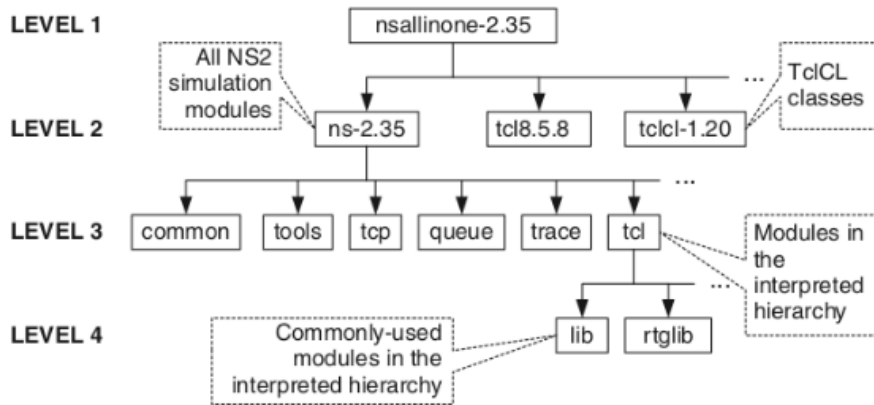 LEVEL 1
nsallinone-2.35
All NS2
simulation
modules
...
TclCL
classes
LEVEL 2
ns-2.35
tcl8.5.8
tclcl-1.20
...
LEVEL 3
common
tools
tcp
queue
trace
tcl
Modules in
the
interpreted
hierarchy
...
LEVEL 4
Commonly-used
modules in the
interpreted hierarchy
lib
rtglib